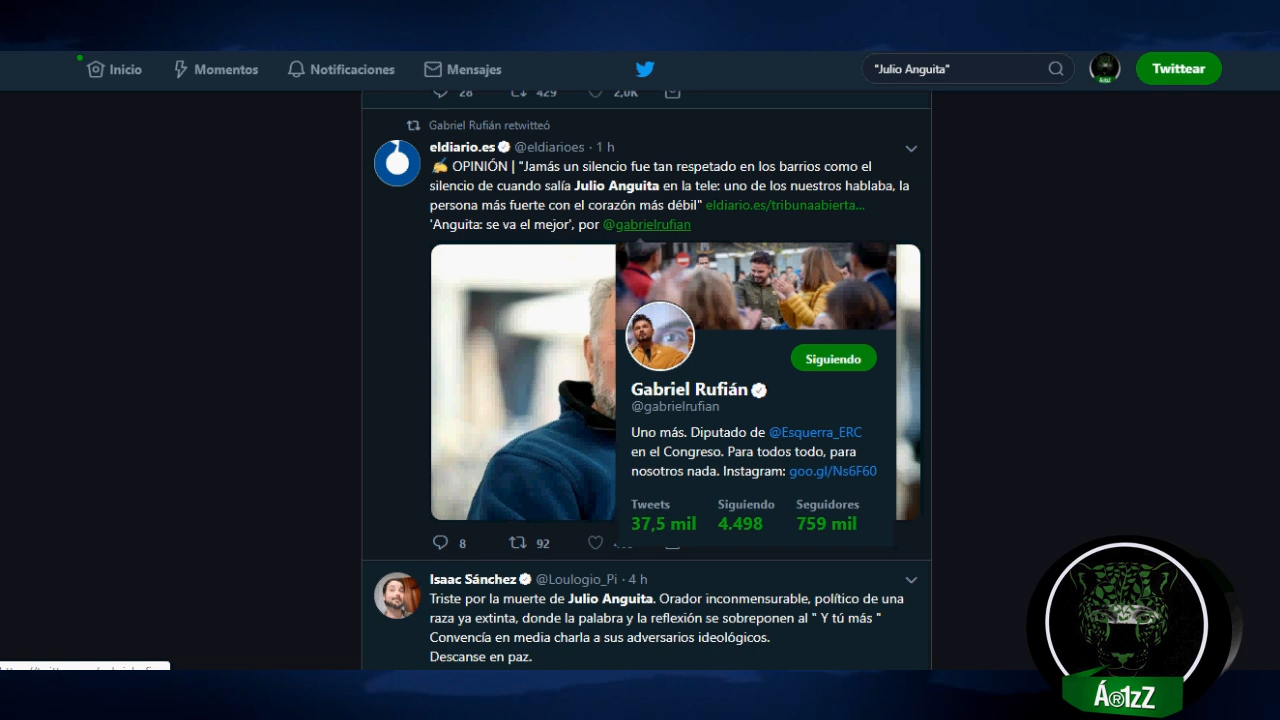 Inicio
Momentos
Notificaciones
Mensajes
"Julio Anguita"
Twittear
28 429 2,0K
Gabriel Rufián retwitteó
eldiario.es @eldiarioes · 1 h
✍ OPINIÓN | "Jamás un silencio fue tan respetado en los barrios como el
silencio de cuando salía Julio Anguita en la tele: uno de los nuestros hablaba, la
persona más fuerte con el corazón más débil" eldiario.es/tribunaabierta...
'Anguita: se va el mejor', por @gabrielrufian
Siguiendo
Gabriel Rufián
@gabrielrufian
Uno más. Diputado de @Esquerra_ERC
en el Congreso. Para todos todo, para
nosotros nada. Instagram: goo.gl/Ns6F60
Tweets Siguiendo Seguidores
37,5 mil 4.498 759 mil
8 92
Isaac Sánchez @Loulogio_Pi · 4 h
Triste por la muerte de Julio Anguita. Orador inconmensurable, político de una
raza ya extinta, donde la palabra y la reflexión se sobreponen al " Y tú más "
Convencía en media charla a sus adversarios ideológicos.
Descanse en paz.
Á®1zZ